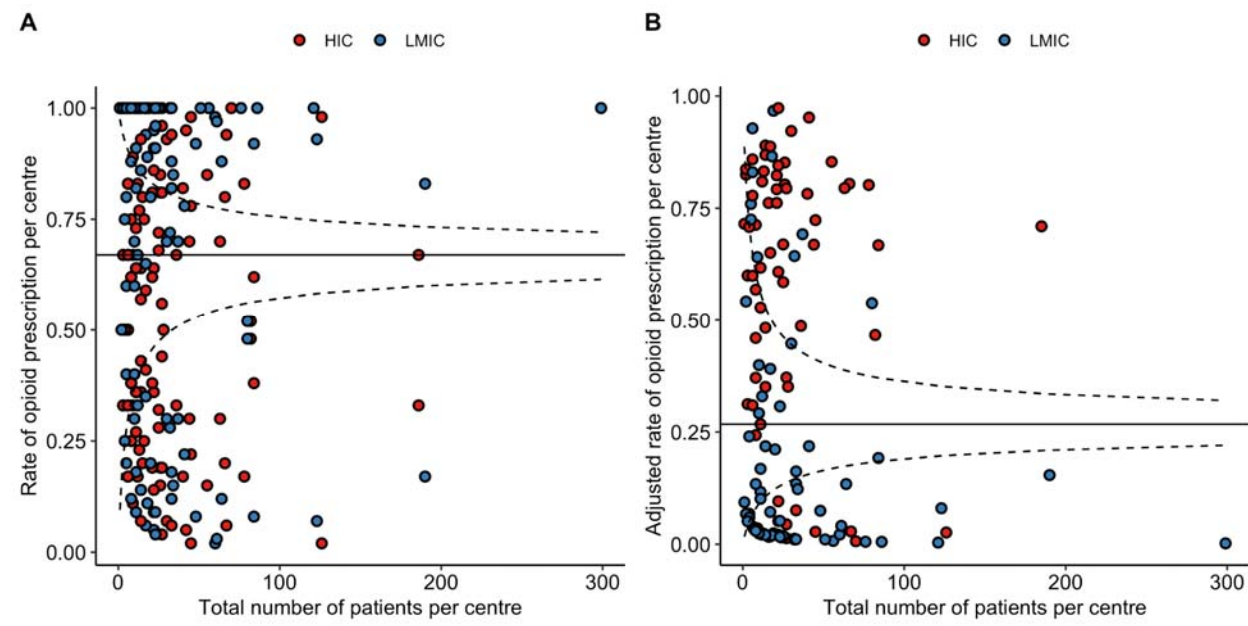 A
HIC LMIC
Rate of opioid prescription per centre
1.00
0.75
0.50
0.25
0.00
0 100 200 300
Total number of patients per centre
B
HIC LMIC
Adjusted rate of opioid prescription per centre
1.00
0.75
0.50
0.25
0.00
0 100 200 300
Total number of patients per centre